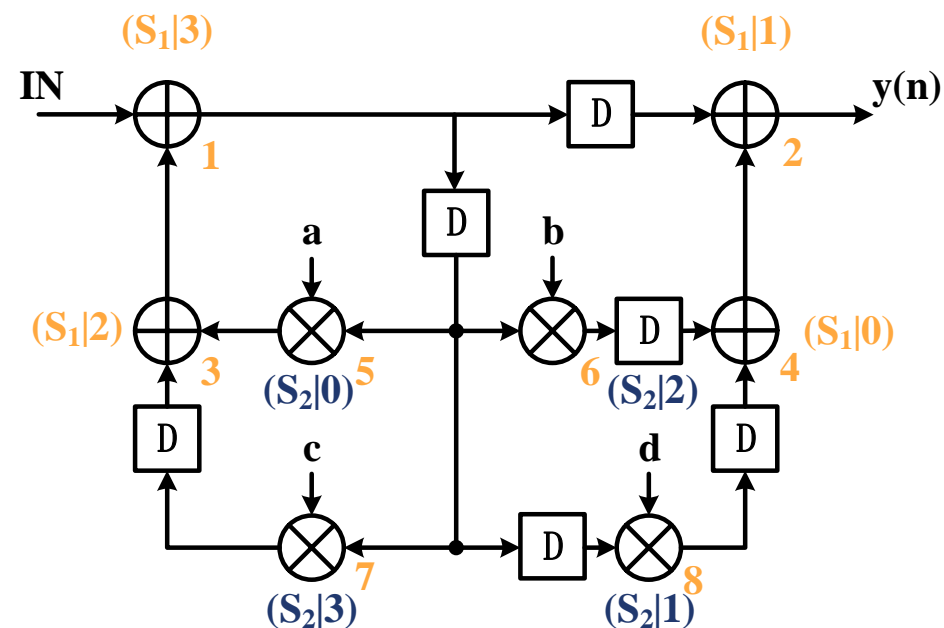 (S₁|3) (S₁|1)
IN D y(n)
1 2
D
a b
(S₁|2) D (S₁|0)
3 5 6 4
(S₂|0) (S₂|2)
D D
c d
D
7 8
(S₂|3) (S₂|1)